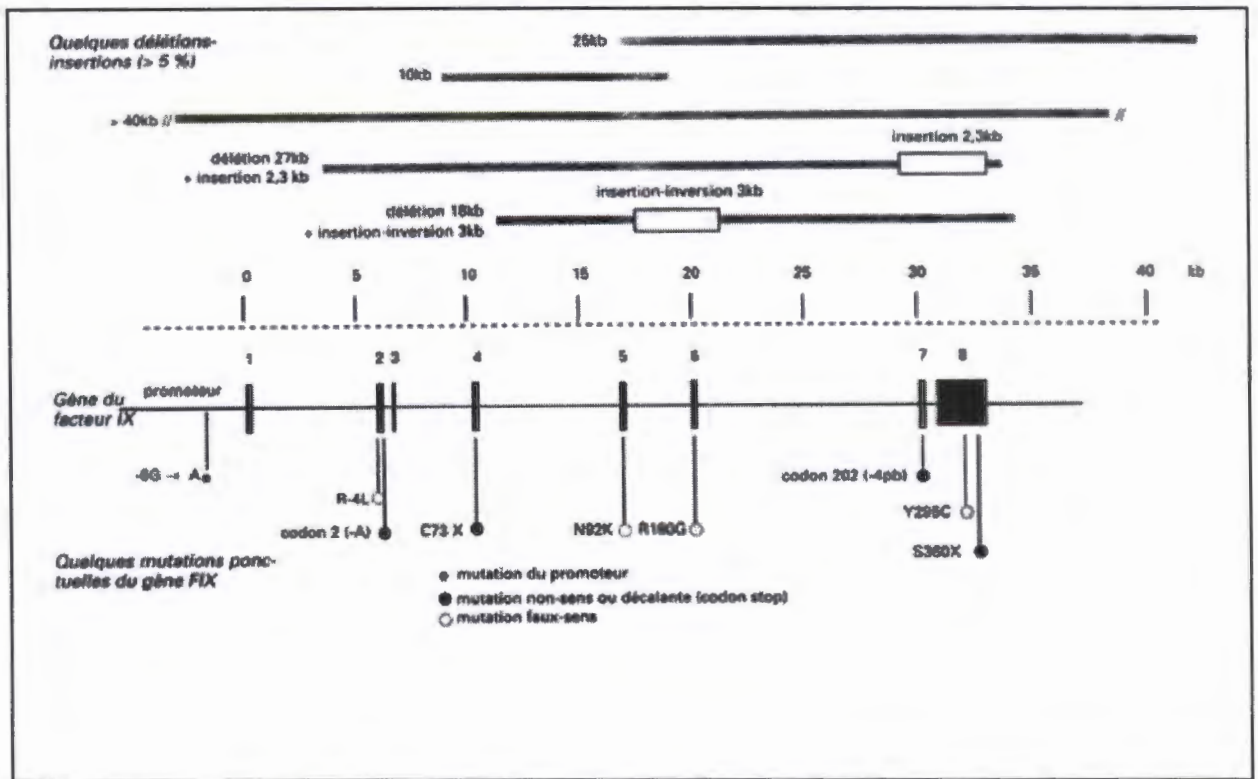 Quelques délétions-
insertions (> 5 %)
25kb
10kb
> 40kb //
//
insertion 2,3kb
délétion 27kb
+ insertion 2,3 kb
insertion-inversion 3kb
délétion 18kb
+ insertion-inversion 3kb
0 5 10 15 20 25 30 35 40 kb
1 2 3 4 5 6 7 8
promoteur
Gène du
facteur IX
-6G → A
R-4L
codon 2 (-A)
C73 X
N92K
R180G
codon 202 (-4pb)
Y295C
S360X
Quelques mutations ponc-
tuelles du gène FIX
mutation du promoteur
mutation non-sens ou décalante (codon stop)
mutation faux-sens